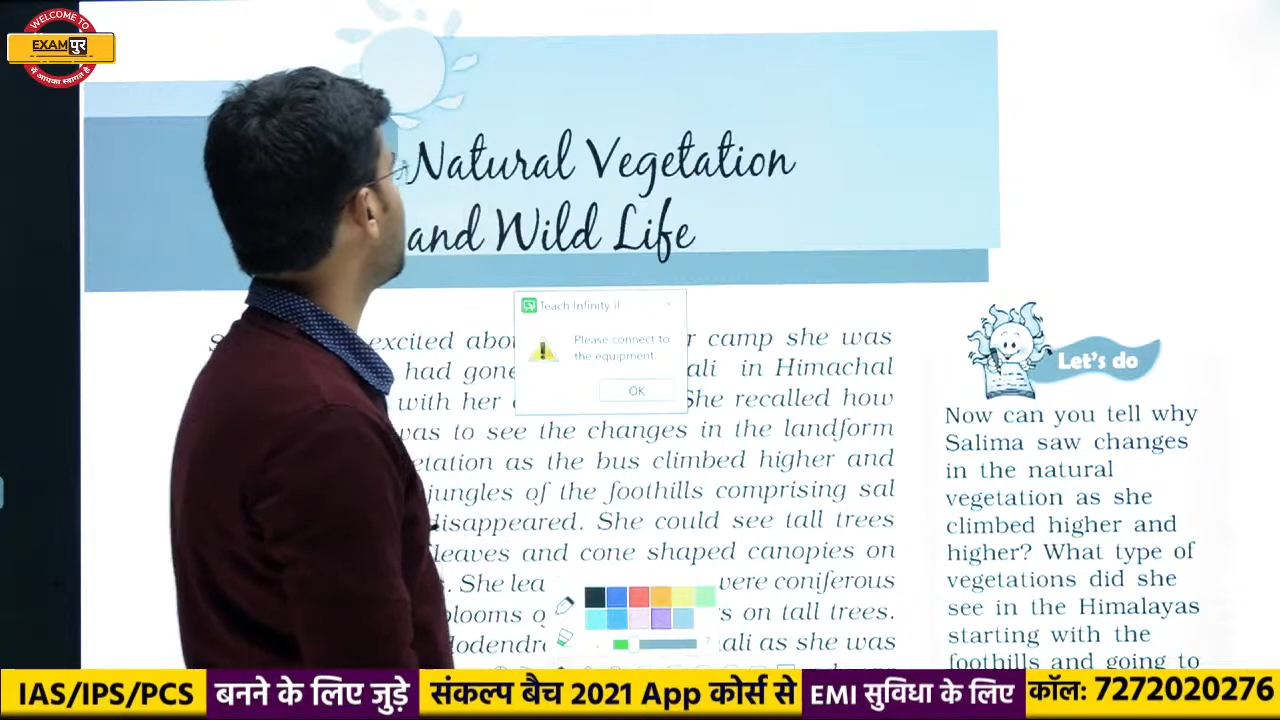 WELCOME TO
EXAMपुर
में आपका स्वागत है
Natural Vegetation
and Wild Life
Teach Infinity
Please connect to
the equipment.
OK
excited camp she was
had gone ali in Himachal
with her She recalled how
was to see the changes in the landform
as the bus climbed higher and
jungles of the foothills comprising sal
disappeared. She could see tall trees
leaves and cone shaped canopies on
She were coniferous
blooms on tall trees.
ali as she was
Let's do
Now can you tell why
Salima saw changes
in the natural
vegetation as she
climbed higher and
higher? What type of
vegetations did she
see in the Himalayas
starting with the
foothills and going to
IAS/IPS/PCS बनने के लिए जुड़े संकल्प बैच 2021 App कोर्स से EMI सुविधा के लिए कॉल: 7272020276